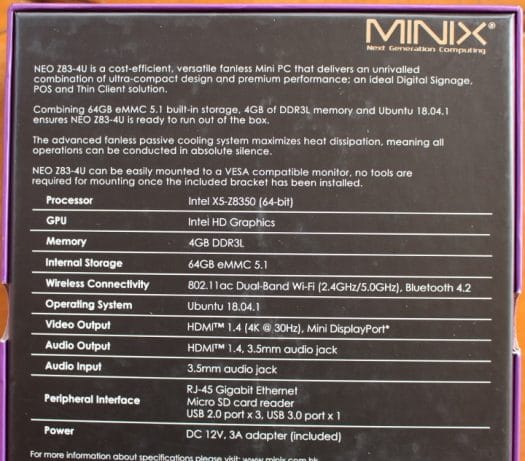 MINIX®
Next Generation Computing
NEO Z83-4U is a cost-efficient, versatile fanless Mini PC that delivers an unrivalled
combination of ultra-compact design and premium performance; an ideal Digital Signage,
POS and Thin Client solution.
Combining 64GB eMMC 5.1 built-in storage, 4GB of DDR3L memory and Ubuntu 18.04.1
ensures NEO Z83-4U is ready to run out of the box.
The advanced fanless passive cooling system maximizes heat dissipation, meaning all
operations can be conducted in absolute silence.
NEO Z83-4U can be easily mounted to a VESA compatible monitor, no tools are
required for mounting once the included bracket has been installed.
Processor Intel X5-Z8350 (64-bit)
GPU Intel HD Graphics
Memory 4GB DDR3L
Internal Storage 64GB eMMC 5.1
Wireless Connectivity 802.11ac Dual-Band Wi-Fi (2.4GHz/5.0GHz), Bluetooth 4.2
Operating System Ubuntu 18.04.1
Video Output HDMI™ 1.4 (4K @ 30Hz), Mini DisplayPort*
Audio Output HDMI™ 1.4, 3.5mm audio jack
Audio Input 3.5mm audio jack
Peripheral Interface RJ-45 Gigabit Ethernet
Micro SD card reader
USB 2.0 port x 3, USB 3.0 port x 1
Power DC 12V, 3A adapter (included)
For more information about specifications please visit: www.minix.com.hk